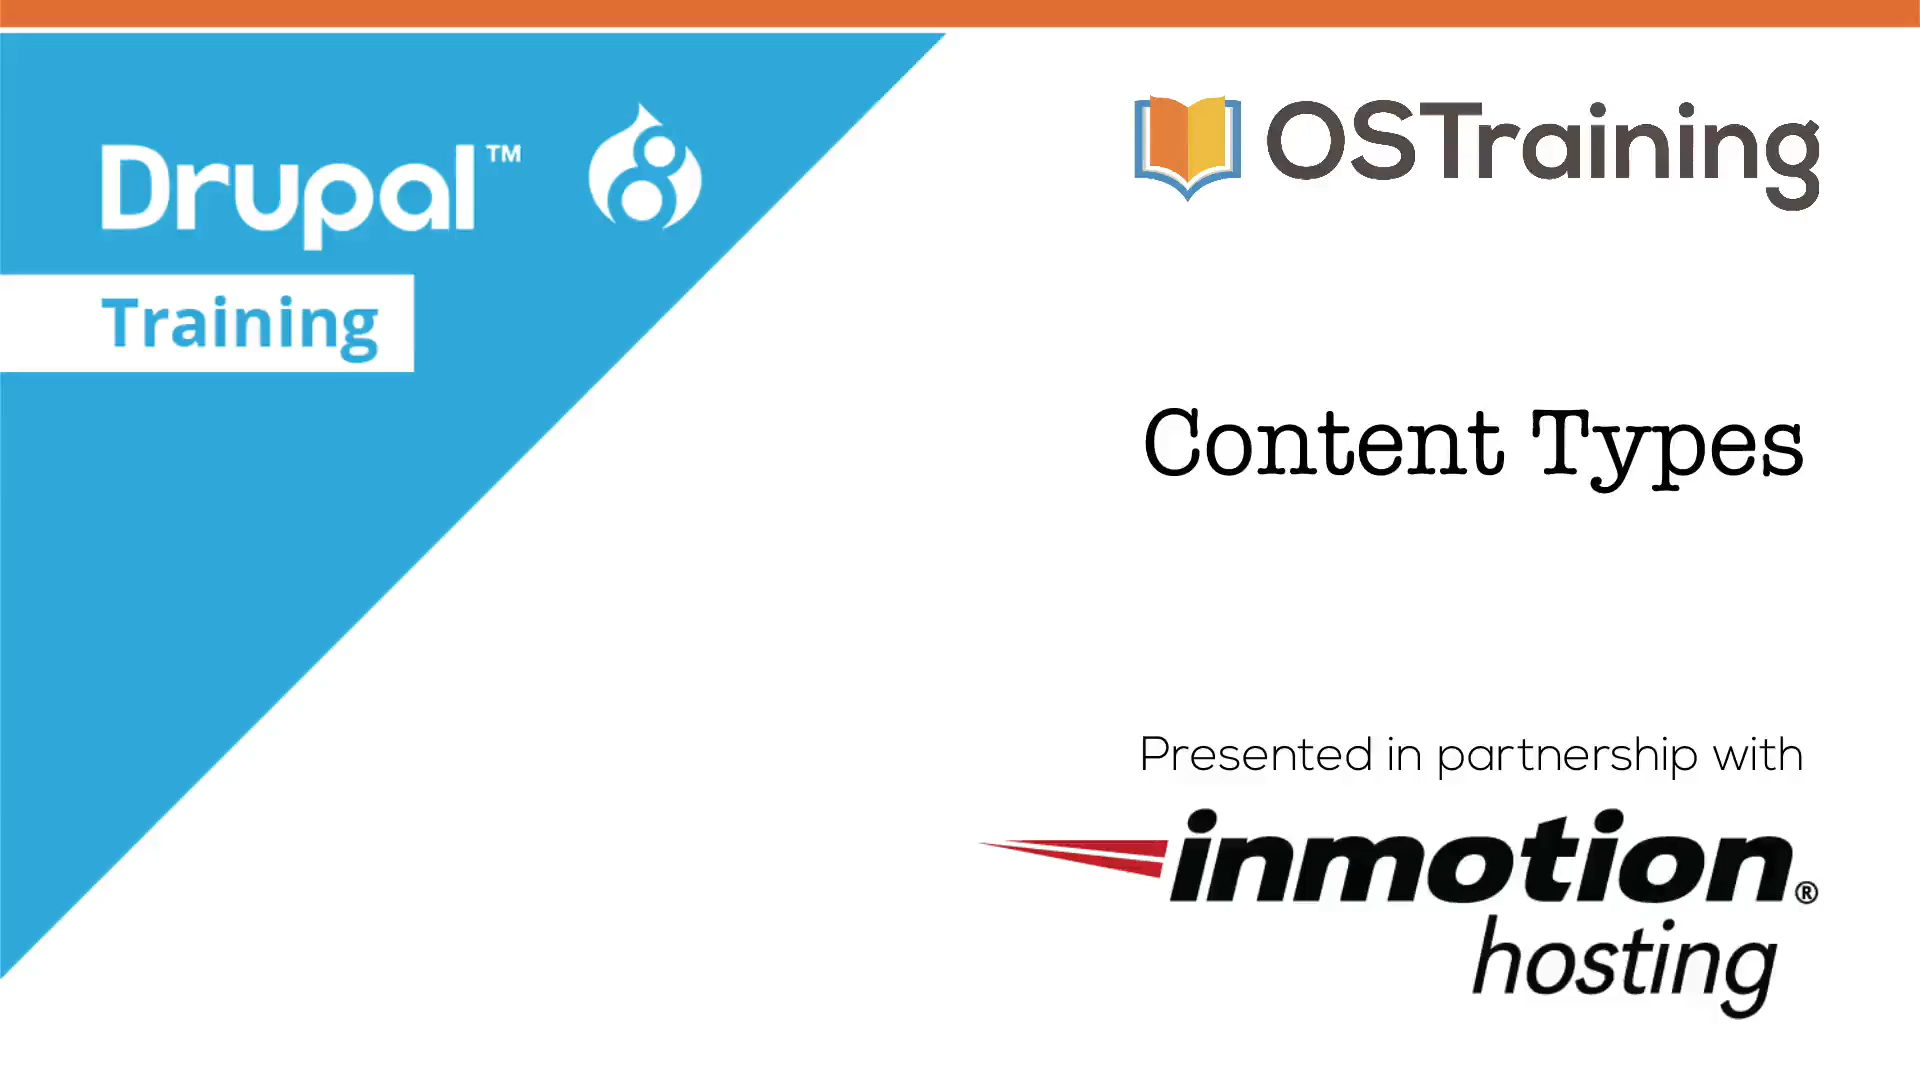 Drupal™
Training
OSTraining
Content Types
Presented in partnership with
inmotion®
hosting